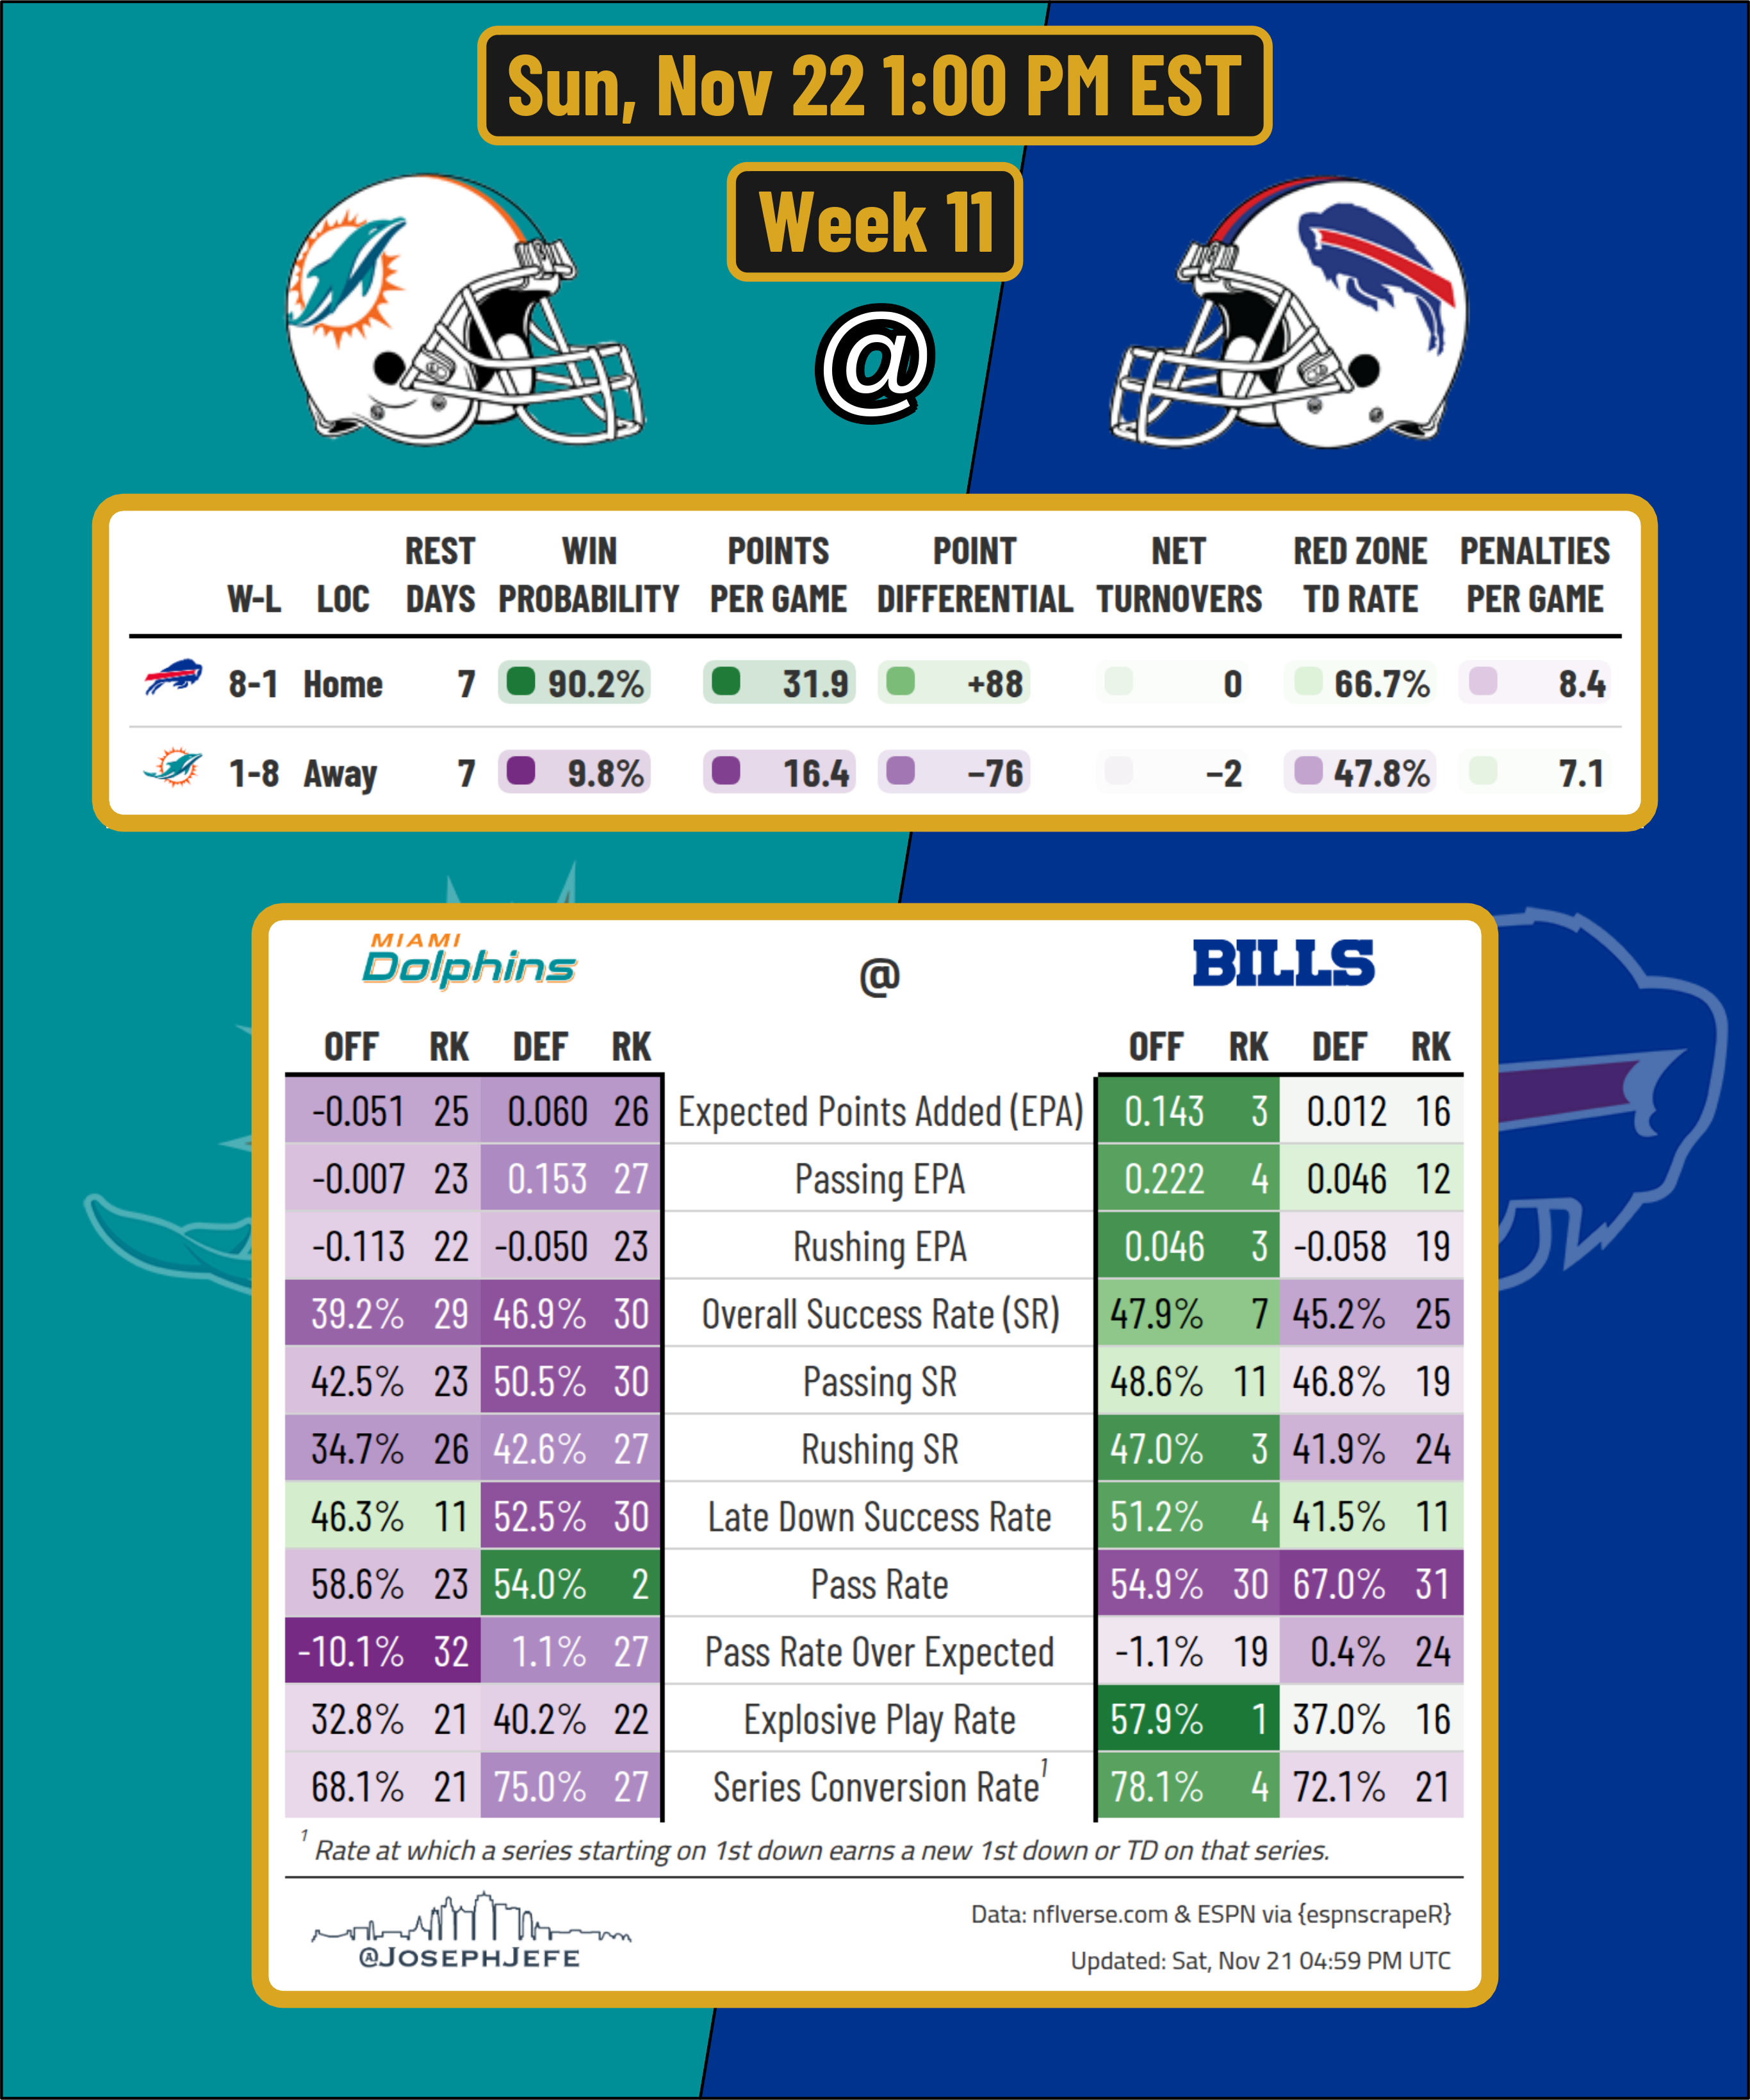 Sun, Nov 22 1:00 PM EST
Week 11
@
REST WIN POINTS POINT NET RED ZONE PENALTIES
W-L LOC DAYS PROBABILITY PER GAME DIFFERENTIAL TURNOVERS TD RATE PER GAME
8-1 Home 7 90.2% 31.9 +88 0 66.7% 8.4
1-8 Away 7 9.8% 16.4 −76 −2 47.8% 7.1
MIAMI
Dolphins @ BILLS
OFF RK DEF RK OFF RK DEF RK
-0.051 25 0.060 26 Expected Points Added (EPA) 0.143 3 0.012 16
-0.007 23 0.153 27 Passing EPA 0.222 4 0.046 12
-0.113 22 -0.050 23 Rushing EPA 0.046 3 -0.058 19
39.2% 29 46.9% 30 Overall Success Rate (SR) 47.9% 7 45.2% 25
42.5% 23 50.5% 30 Passing SR 48.6% 11 46.8% 19
34.7% 26 42.6% 27 Rushing SR 47.0% 3 41.9% 24
46.3% 11 52.5% 30 Late Down Success Rate 51.2% 4 41.5% 11
58.6% 23 54.0% 2 Pass Rate 54.9% 30 67.0% 31
-10.1% 32 1.1% 27 Pass Rate Over Expected -1.1% 19 0.4% 24
32.8% 21 40.2% 22 Explosive Play Rate 57.9% 1 37.0% 16
68.1% 21 75.0% 27 Series Conversion Rate¹ 78.1% 4 72.1% 21
¹ Rate at which a series starting on 1st down earns a new 1st down or TD on that series.
Data: nflverse.com & ESPN via {espnscrapeR}
@JOSEPHJEFE
Updated: Sat, Nov 21 04:59 PM UTC